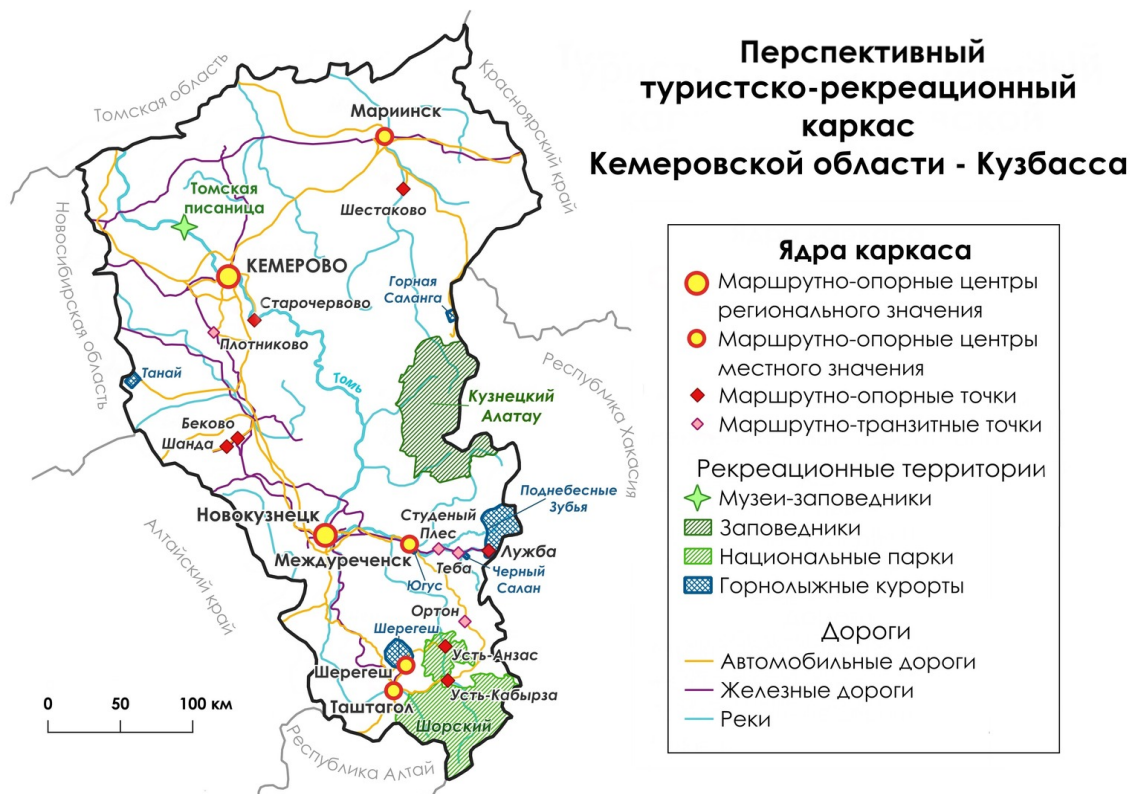 Перспективный
туристско-рекреационный
каркас
Кемеровской области - Кузбасса
Томская область
Красноярский край
Мариинск
Томская
писаница
Шестаково
Новосибирская область
КЕМЕРОВО
Горная
Саланга
Старочервово
Плотниково
Республика Хакасия
Танай
Томь
Кузнецкий
Алатау
Беково
Шанда
Поднебесные
Зубья
Новокузнецк
Студеный
Плес
Алтайский край
Междуреченск
Лужба
Теба
Черный
Салан
Югус
Ортон
Шерегеш
Усть-Анзас
Шерегеш
Усть-Кабырза
Таштагол
Шорский
Республика Алтай
0 50 100 км
Ядра каркаса
Маршрутно-опорные центры
регионального значения
Маршрутно-опорные центры
местного значения
Маршрутно-опорные точки
Маршрутно-транзитные точки
Рекреационные территории
Музеи-заповедники
Заповедники
Национальные парки
Горнолыжные курорты
Дороги
Автомобильные дороги
Железные дороги
Реки